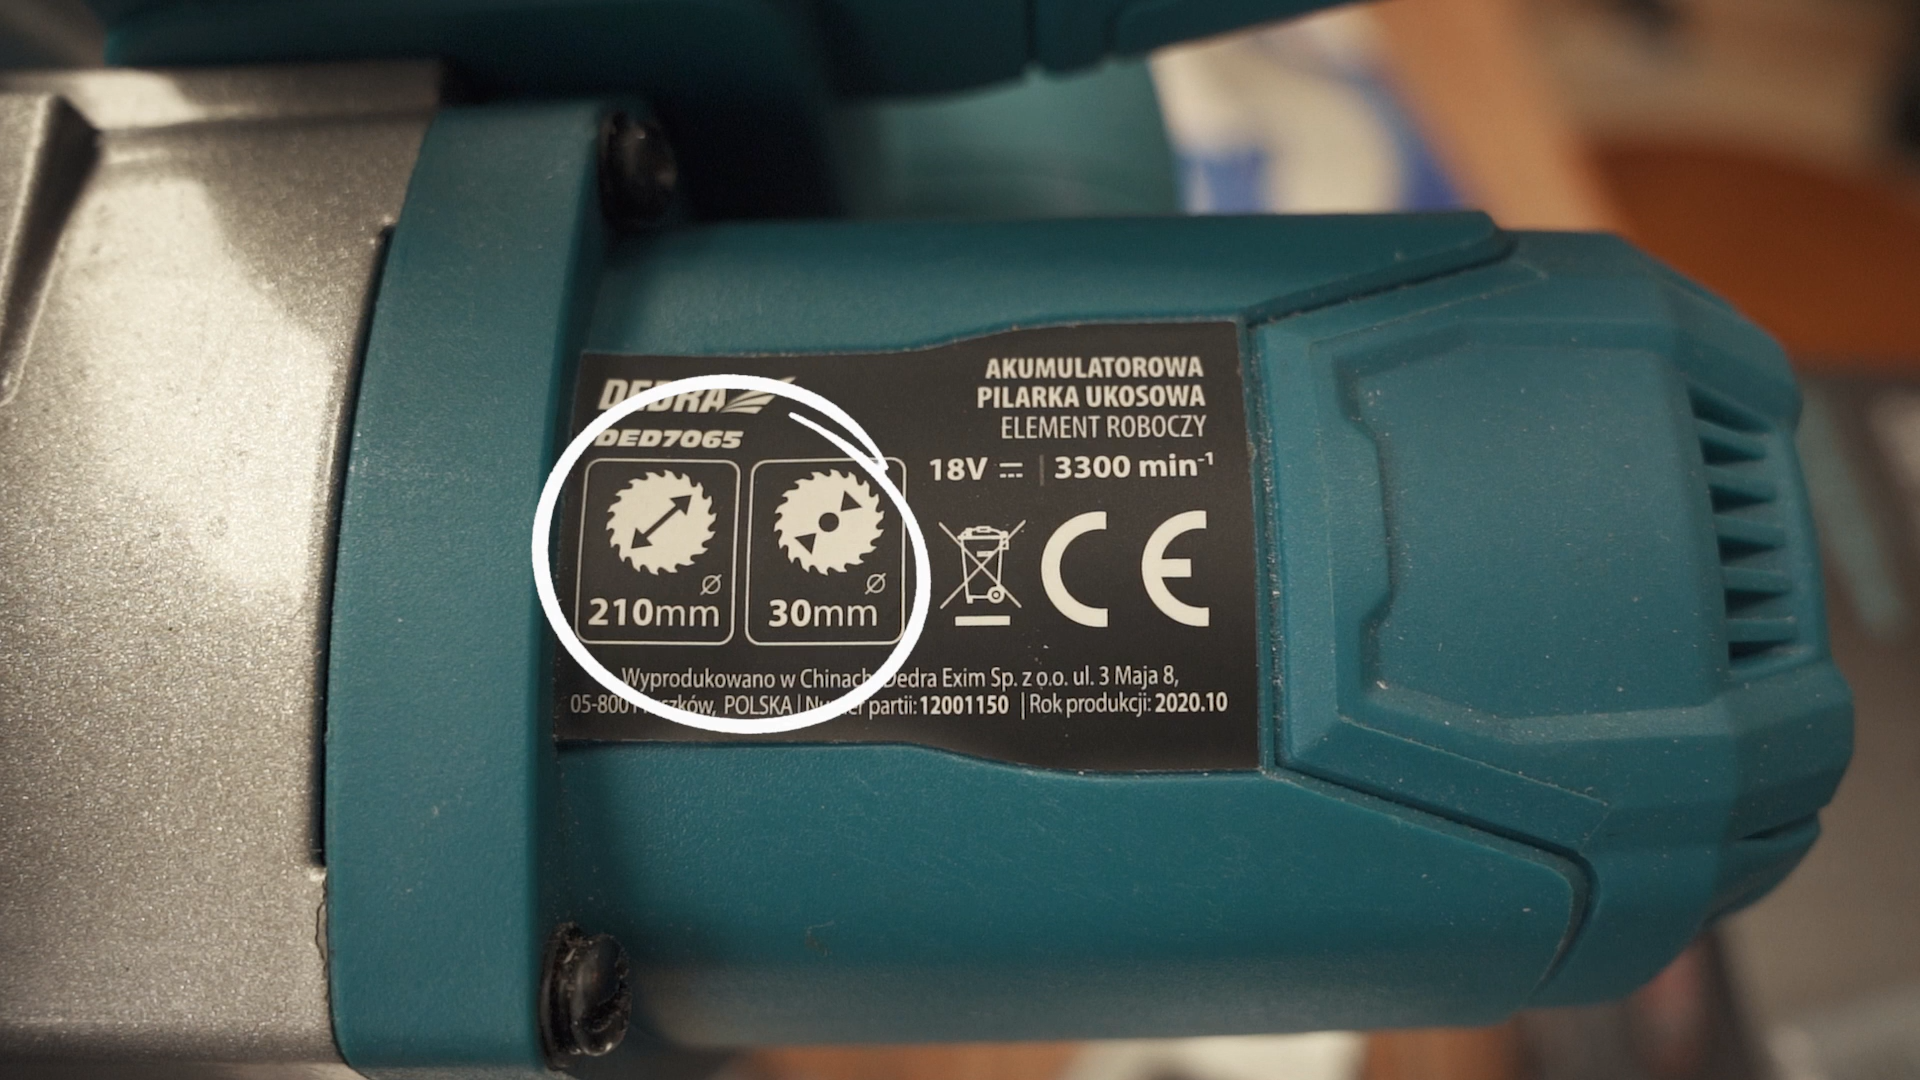 DEDRA
DED7065
AKUMULATOROWA
PILARKA UKOSOWA
ELEMENT ROBOCZY
18V | 3300 min⁻¹
Ø
210mm
Ø
30mm
CE
Wyprodukowano w Chinach Dedra Exim Sp. z o.o. ul. 3 Maja 8,
05-800 POLSKA | partii: 12001150 | Rok produkcji: 2020.10